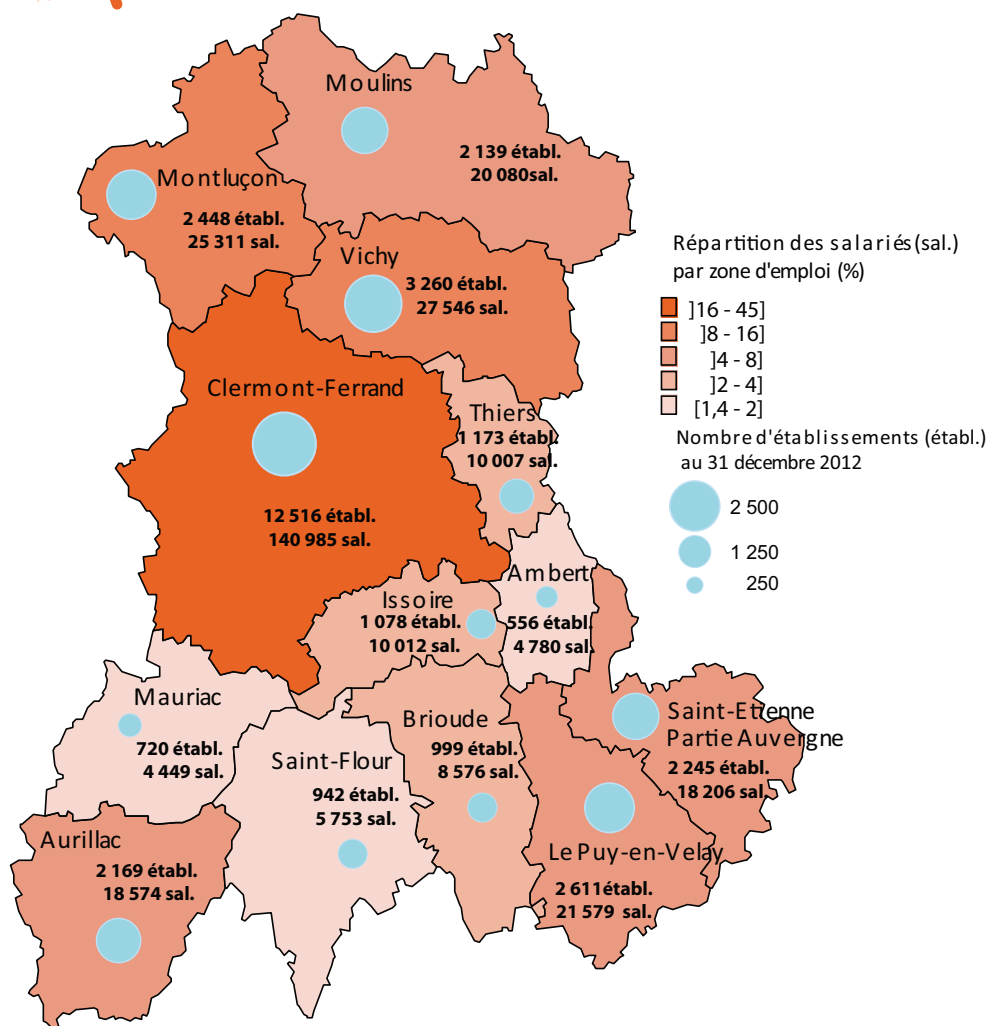 Moulins
2 139 établ.
20 080sal.
Montluçon
2 448 établ.
25 311 sal.
Vichy
3 260 établ.
27 546 sal.
Répartition des salariés(sal.)
par zone d'emploi (%)
]16 - 45]
]8 - 16]
]4 - 8]
]2 - 4]
[1,4 - 2]
Nombre d'établissements (établ.)
au 31 décembre 2012
2 500
1 250
250
Clermont-Ferrand
12 516 établ.
140 985 sal.
Thiers
1 173 établ.
10 007 sal.
Ambert
556 établ.
4 780 sal.
Issoire
1 078 établ.
10 012 sal.
Mauriac
720 établ.
4 449 sal.
Saint-Flour
942 établ.
5 753 sal.
Brioude
999 établ.
8 576 sal.
Saint-Etienne
Partie Auvergne
2 245 établ.
18 206 sal.
Aurillac
2 169 établ.
18 574 sal.
Le Puy-en-Velay
2 611établ.
21 579 sal.